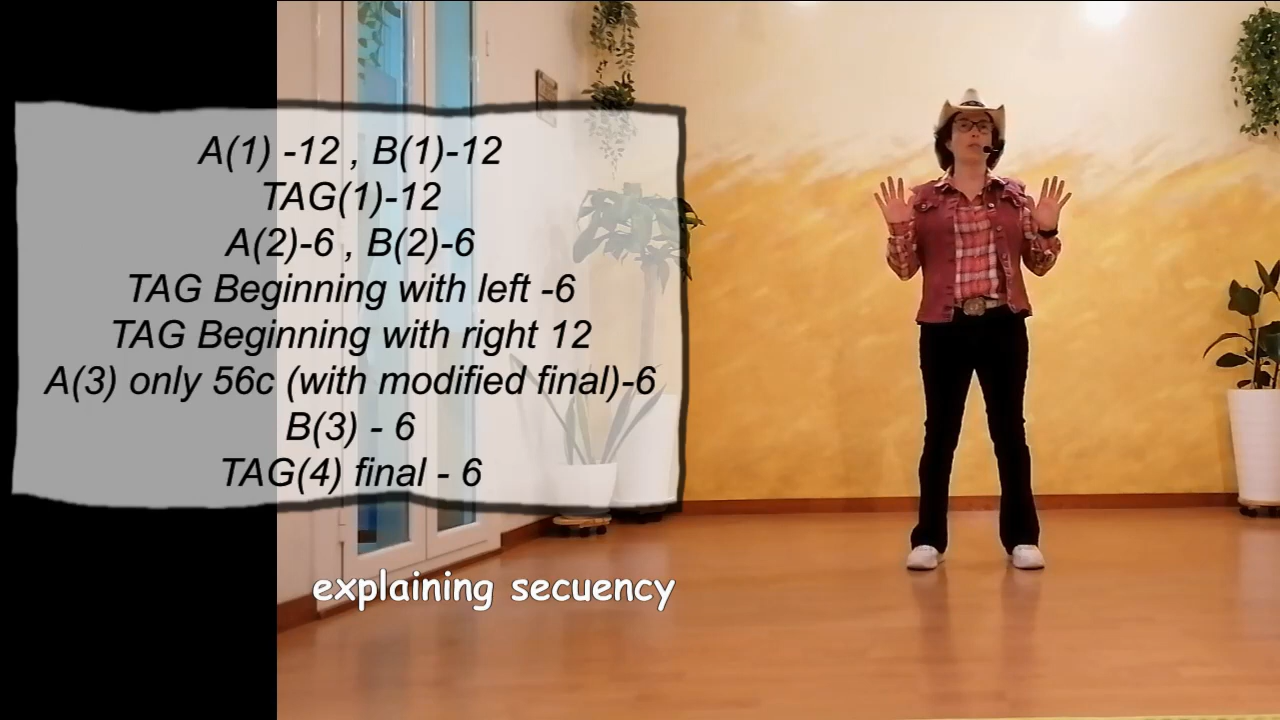 A(1) -12 , B(1)-12
TAG(1)-12
A(2)-6 , B(2)-6
TAG Beginning with left -6
TAG Beginning with right 12
A(3) only 56c (with modified final)-6
B(3) - 6
TAG(4) final - 6
explaining secuency